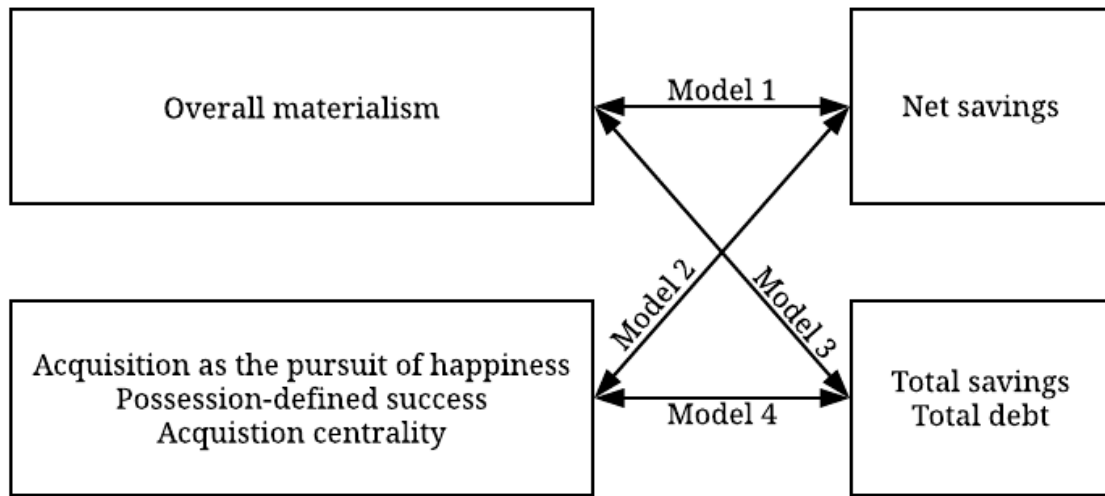 Overall materialism
Model 1
Net savings
Model 2
Model 3
Acquisition as the pursuit of happiness
Possession-defined success
Acquistion centrality
Model 4
Total savings
Total debt